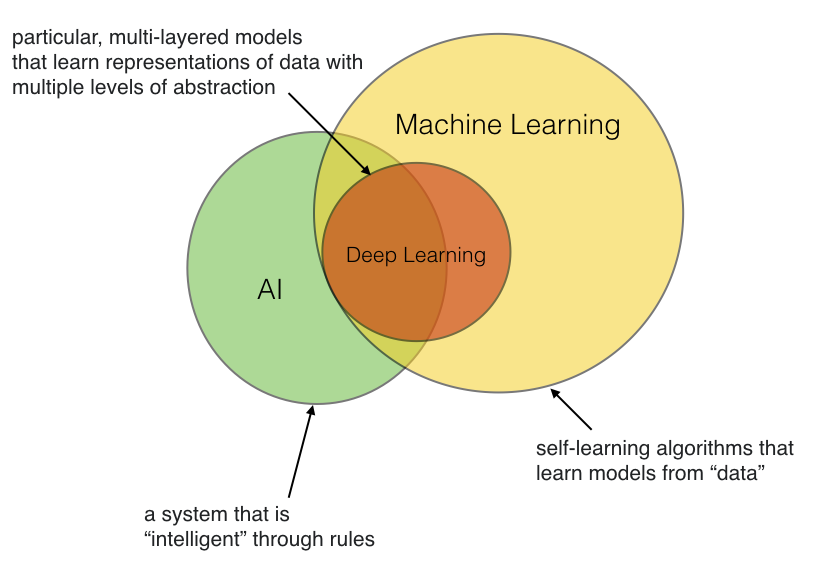 particular, multi-layered models
that learn representations of data with
multiple levels of abstraction
Machine Learning
Deep Learning
AI
self-learning algorithms that
learn models from “data”
a system that is
“intelligent” through rules